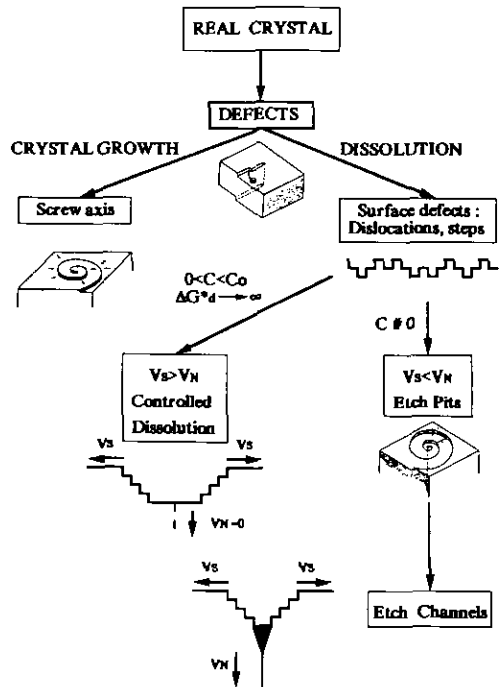 REAL CRYSTAL
DEFECTS
CRYSTAL GROWTH
DISSOLUTION
Screw axis
Surface defects :
Dislocations, steps
0<C<Co
ΔG*d → ∞
C # 0
Vs>VN
Controlled
Dissolution
Vs<VN
Etch Pits
Vs
Vs
VN=0
Vs
Vs
Etch Channels
VN